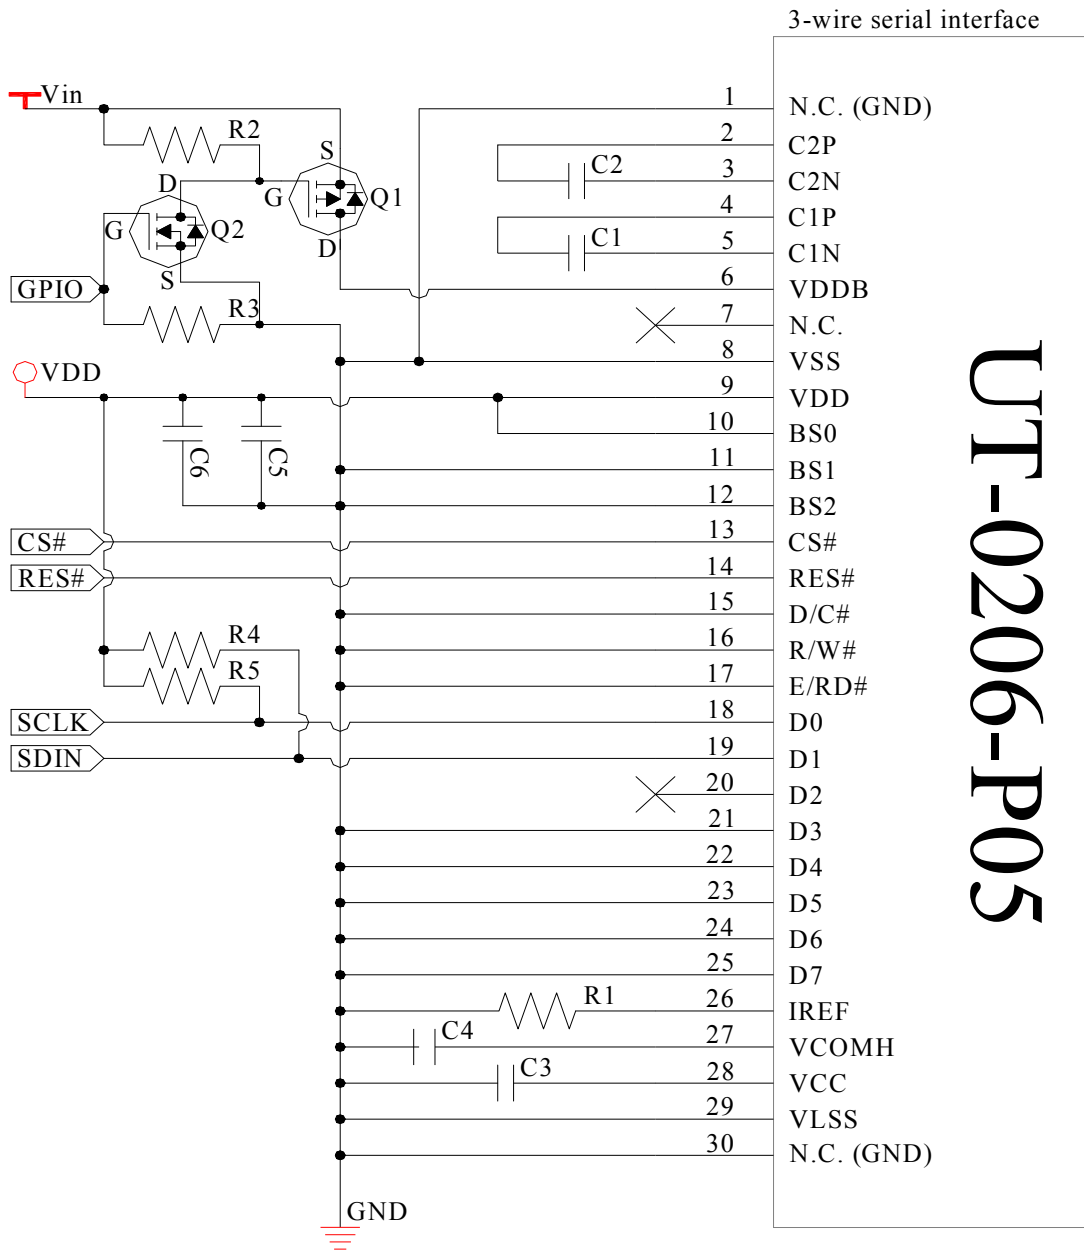 3-wire serial interface
Vin
R2
S
G
Q1
D
D
G
Q2
S
GPIO
R3
VDD
C6
C5
CS#
RES#
R4
R5
SCLK
SDIN
C2
C1
R1
C4
C3
GND
1 N.C. (GND)
2 C2P
3 C2N
4 C1P
5 C1N
6 VDDB
7 N.C.
8 VSS
9 VDD
10 BS0
11 BS1
12 BS2
13 CS#
14 RES#
15 D/C#
16 R/W#
17 E/RD#
18 D0
19 D1
20 D2
21 D3
22 D4
23 D5
24 D6
25 D7
26 IREF
27 VCOMH
28 VCC
29 VLSS
30 N.C. (GND)
UT-0206-P05